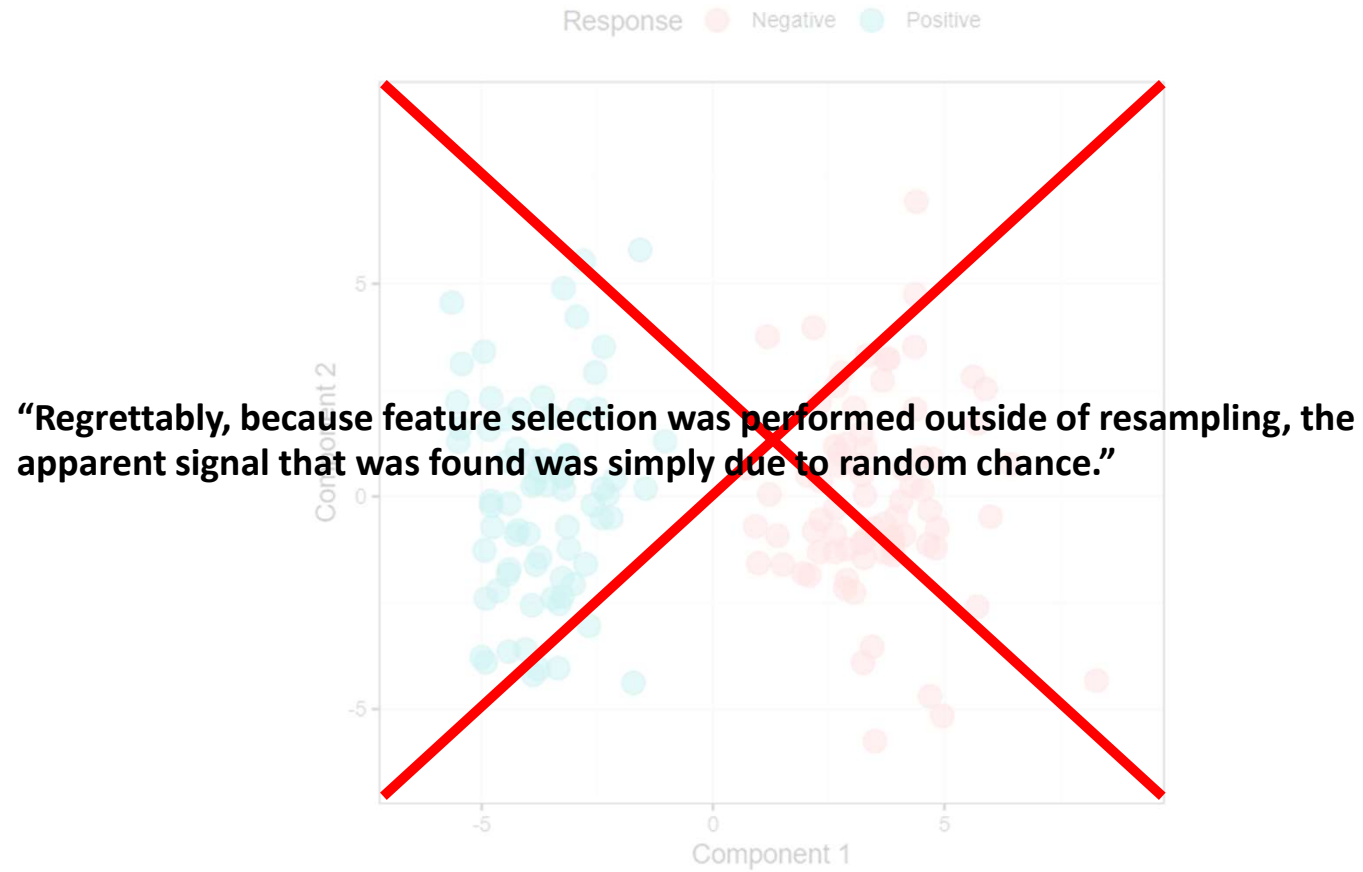 Response Negative Positive
5
Component 2
“Regrettably, because feature selection was performed outside of resampling, the
apparent signal that was found was simply due to random chance.”
0
-5
-5 0 5
Component 1